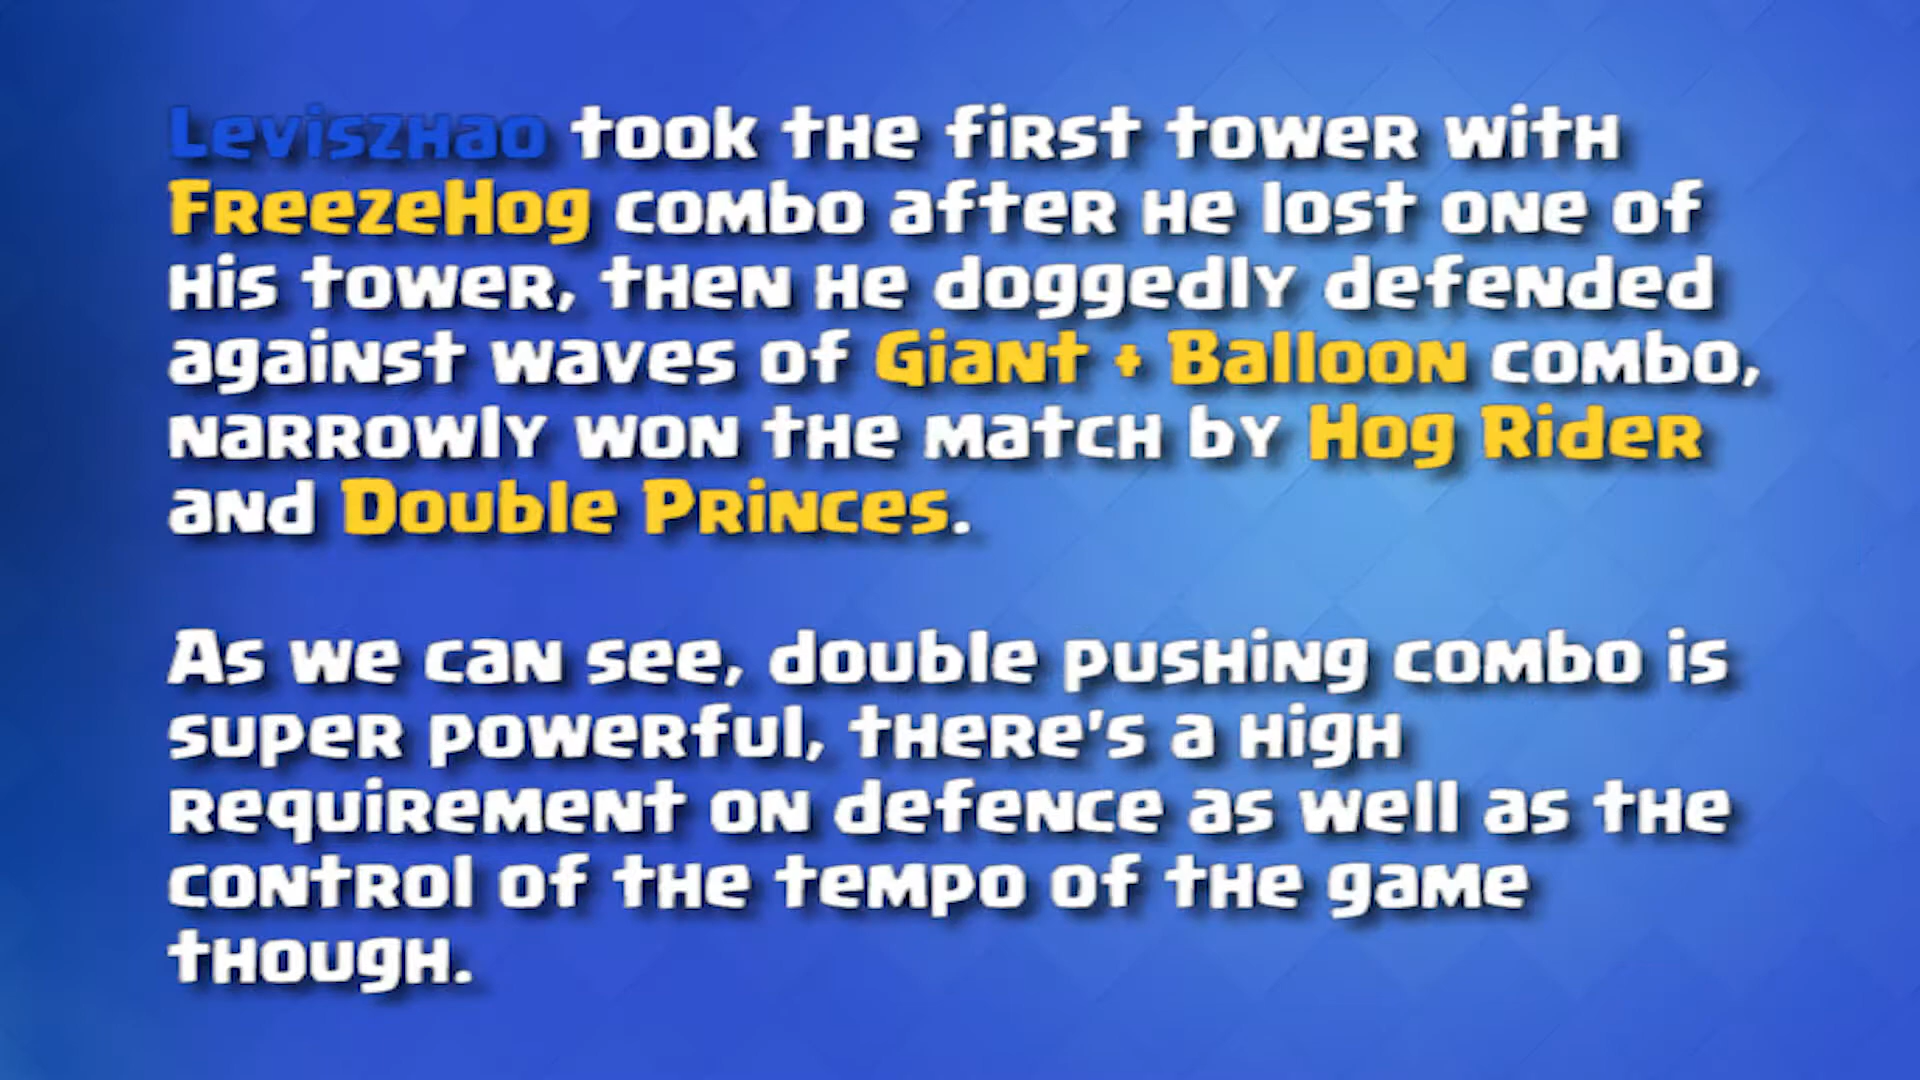 Leviszhao took the first tower with
FreezeHog combo after he lost one of
his tower, then he doggedly defended
against waves of Giant + Balloon combo,
narrowly won the match by Hog Rider
and Double Princes.
As we can see, double pushing combo is
super powerful, there's a high
requirement on defence as well as the
control of the tempo of the game
though.